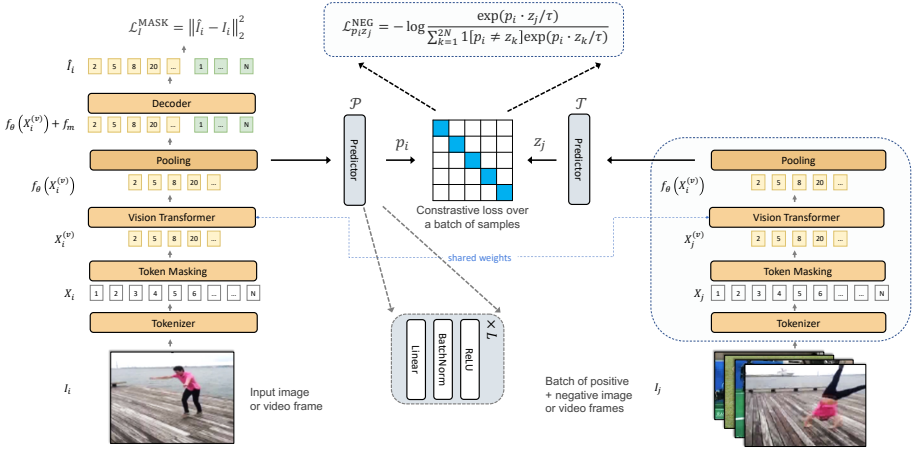 ℒ_I^MASK = ‖Î_i − I_i‖_2^2
ℒ_{p_i z_j}^NEG = − log exp(p_i · z_j/τ) / ∑_{k=1}^{2N} 1[p_i ≠ z_k]exp(p_i · z_k/τ)
Î_i 2 5 8 20 ... 1 ... N
Decoder
f_θ(X_i^(v)) + f_m 2 5 8 20 ... 1 ... N
Pooling
f_θ(X_i^(v)) 2 5 8 20 ...
Vision Transformer
X_i^(v) 2 5 8 20 ...
Token Masking
X_i 1 2 3 4 5 6 ... ... N
Tokenizer
I_i
Input image
or video frame
𝒫
Predictor
p_i
z_j
𝒯
Predictor
Constrastive loss over
a batch of samples
shared weights
Linear
BatchNorm
ReLU
× L
Pooling
f_θ(X_i^(v)) 2 5 8 20 ...
Vision Transformer
X_j^(v) 2 5 8 20 ...
Token Masking
X_j 1 2 3 4 5 6 ... ... N
Tokenizer
Batch of positive
+ negative image
or video frames
I_j